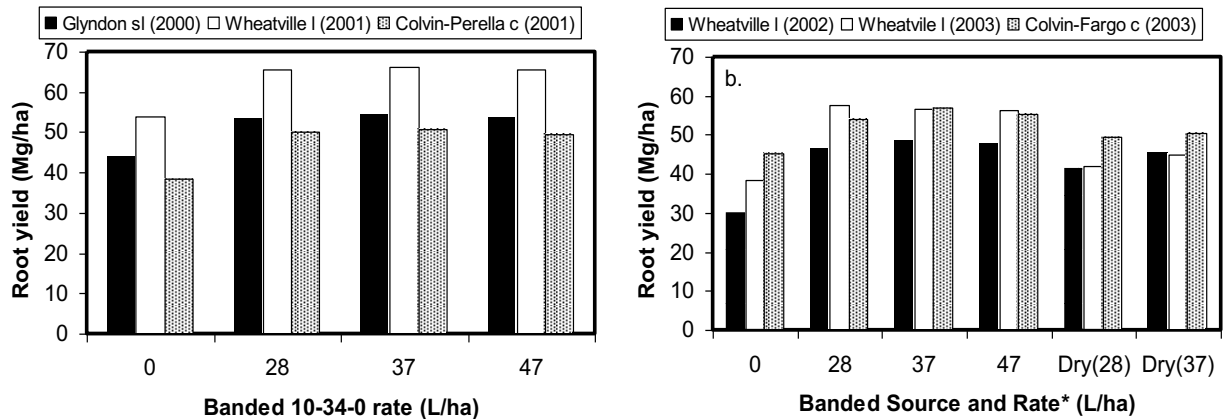 Glyndon sl (2000) Wheatville l (2001) Colvin-Perella c (2001)
70
60
50
40
30
20
10
0
Root yield (Mg/ha)
0 28 37 47
Banded 10-34-0 rate (L/ha)
Wheatville l (2002) Wheatvile l (2003) Colvin-Fargo c (2003)
b.
70
60
50
40
30
20
10
0
Root yield (Mg/ha)
0 28 37 47 Dry(28) Dry(37)
Banded Source and Rate* (L/ha)